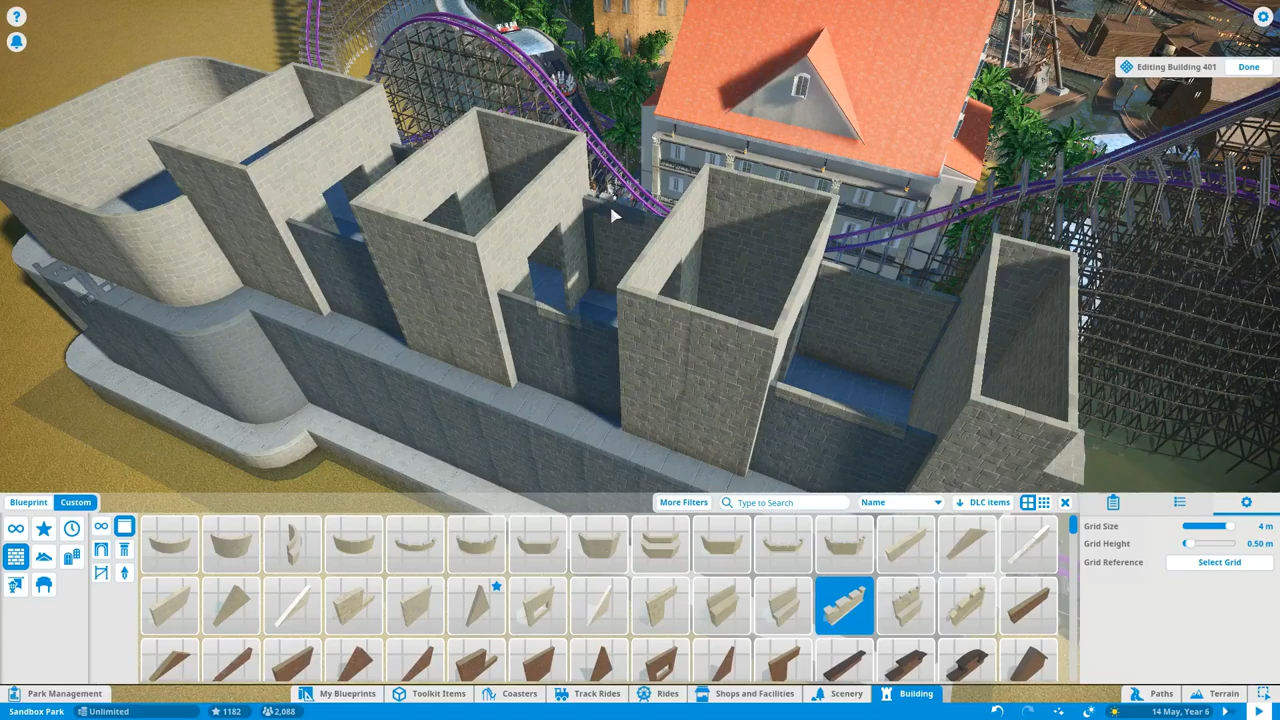 Editing Building 401
Done
Blueprint
Custom
More Filters
Type to Search
Name
DLC items
Grid Size
4 m
Grid Height
0.50 m
Grid Reference
Select Grid
Park Management
My Blueprints
Toolkit Items
Coasters
Track Rides
Rides
Shops and Facilities
Scenery
Building
Paths
Terrain
Sandbox Park
Unlimited
1182
2,088
14 May, Year 6